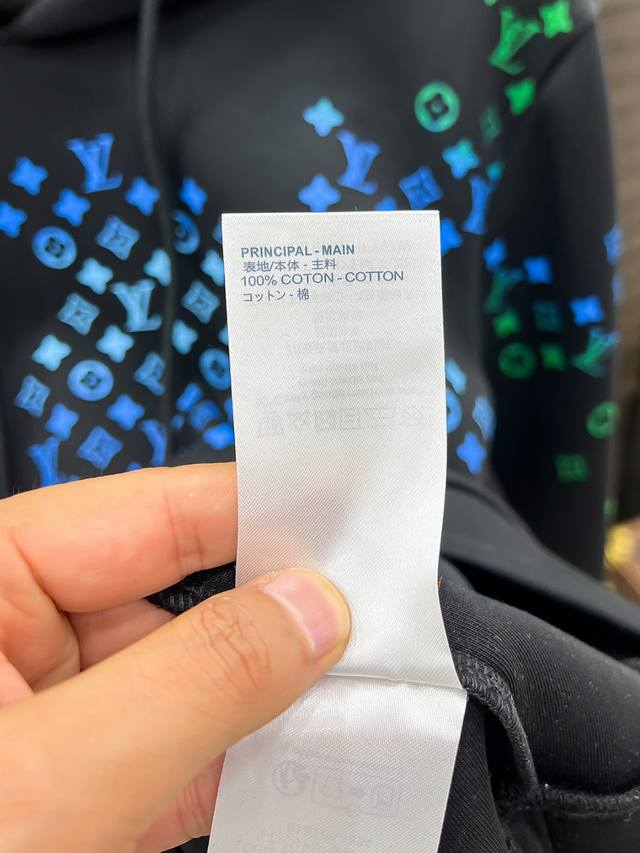 PRINCIPAL - MAIN
表地/本体 - 主料
100% COTON - COTTON
コットン - 棉